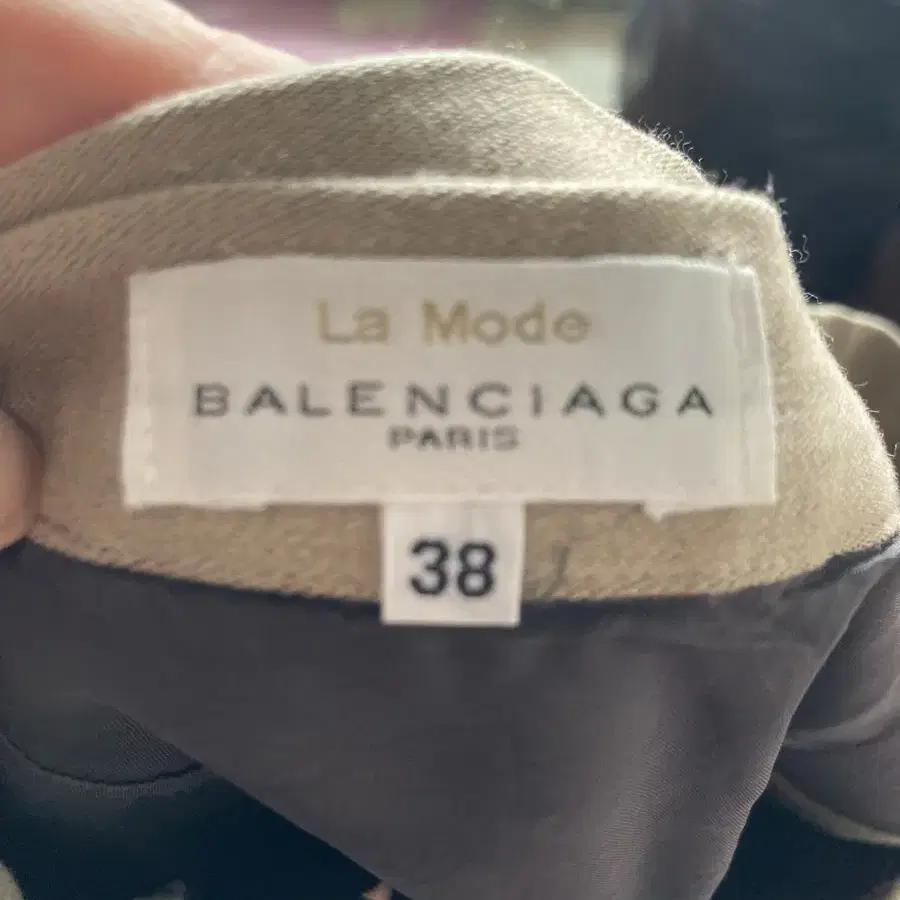 La Mode
BALENCIAGA
PARIS
38